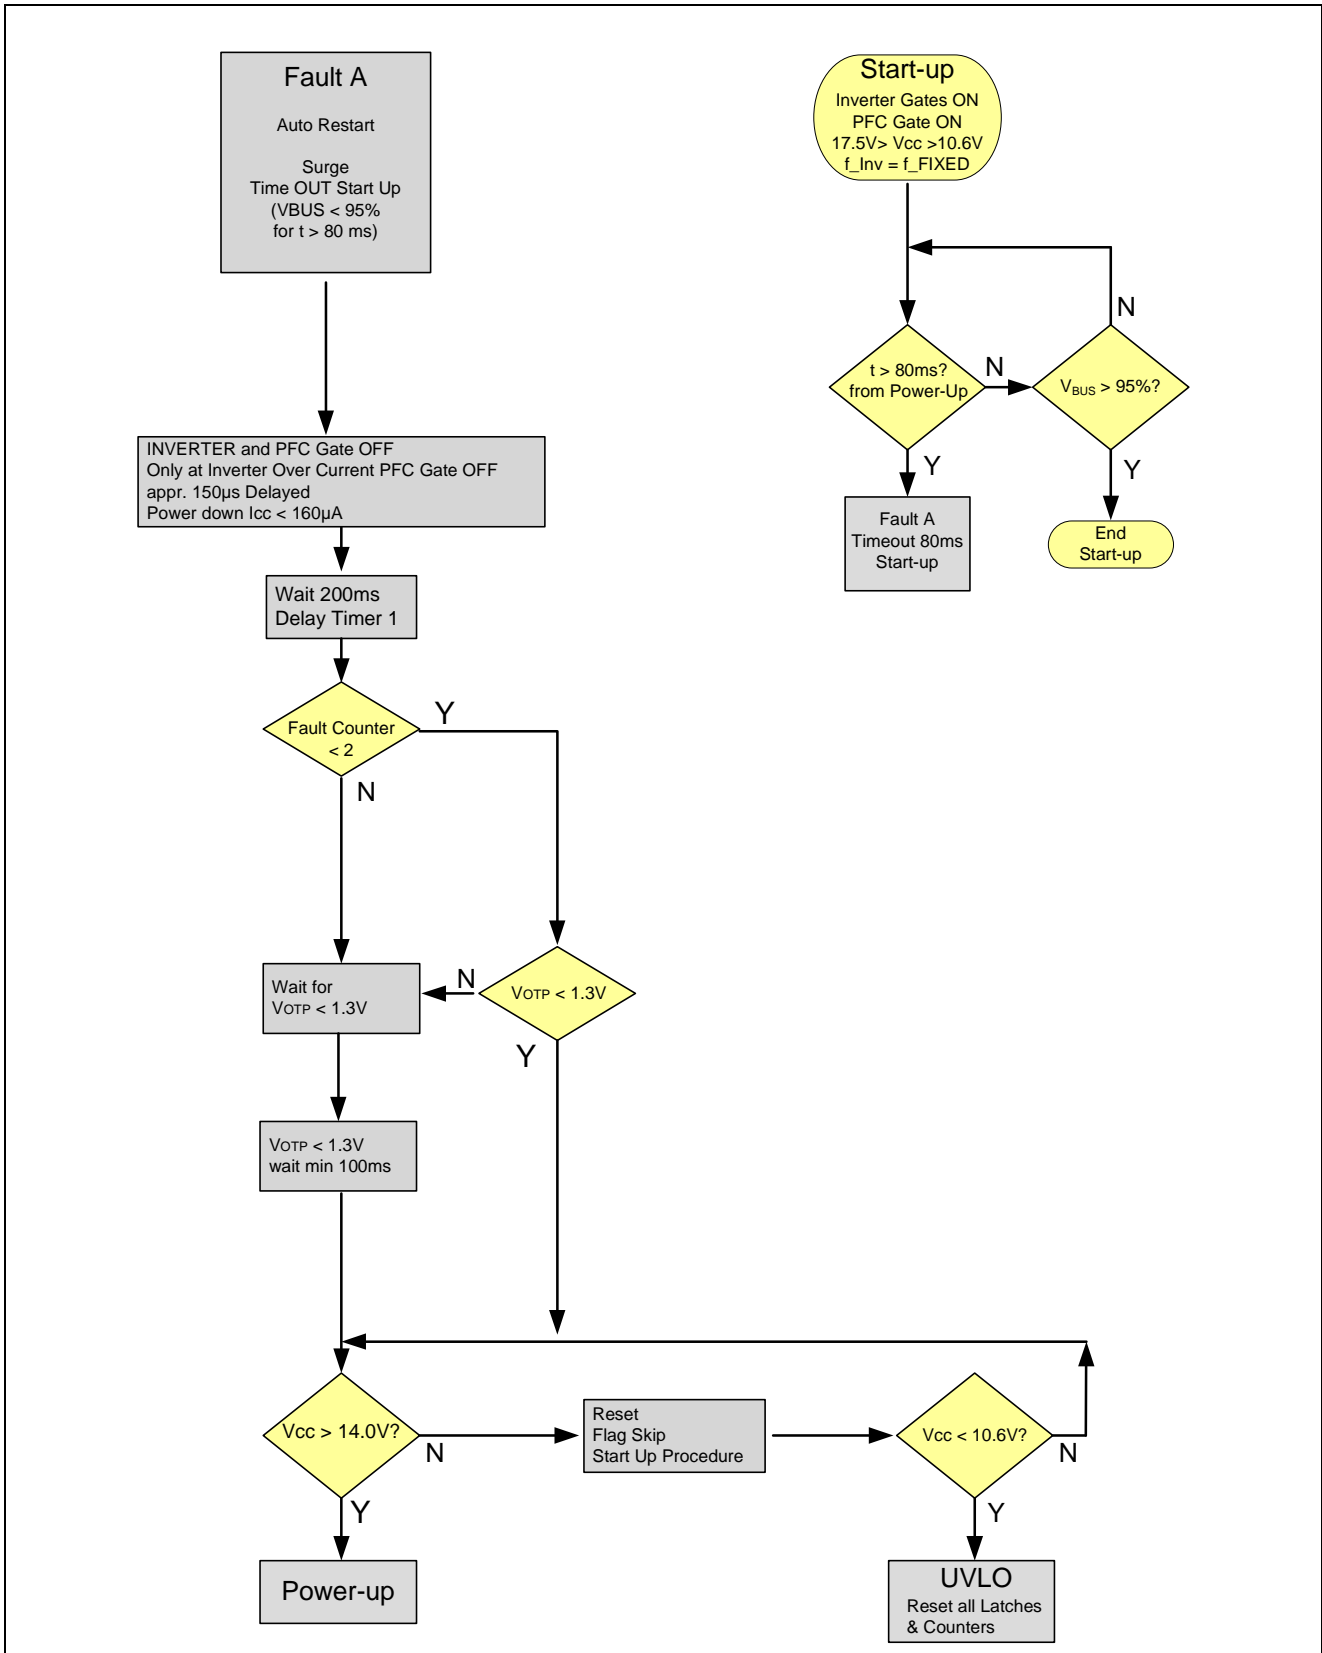 Fault A
Auto Restart
Surge
Time OUT Start Up
(VBUS < 95%
for t > 80 ms)
INVERTER and PFC Gate OFF
Only at Inverter Over Current PFC Gate OFF
appr. 150µs Delayed
Power down Icc < 160µA
Wait 200ms
Delay Timer 1
Fault Counter
< 2
Y
N
Wait for
VOTP < 1.3V
N
VOTP < 1.3V
Y
VOTP < 1.3V
wait min 100ms
Vcc > 14.0V?
N
Y
Reset
Flag Skip
Start Up Procedure
Vcc < 10.6V?
N
Y
Power-up
UVLO
Reset all Latches
& Counters
Start-up
Inverter Gates ON
PFC Gate ON
17.5V> Vcc >10.6V
f_Inv = f_FIXED
t > 80ms?
from Power-Up
N
Y
VBUS > 95%?
N
Y
Fault A
Timeout 80ms
Start-up
End
Start-up